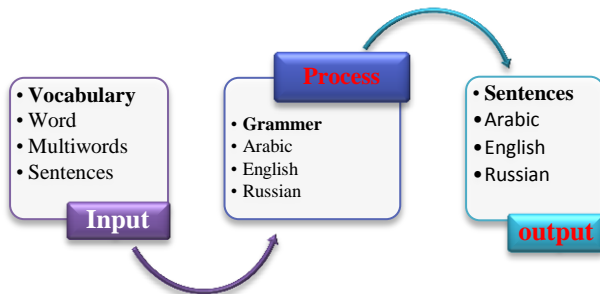 • Vocabulary
• Word
• Multiwords
• Sentences
Input
Process
• Grammer
• Arabic
• English
• Russian
• Sentences
• Arabic
• English
• Russian
output